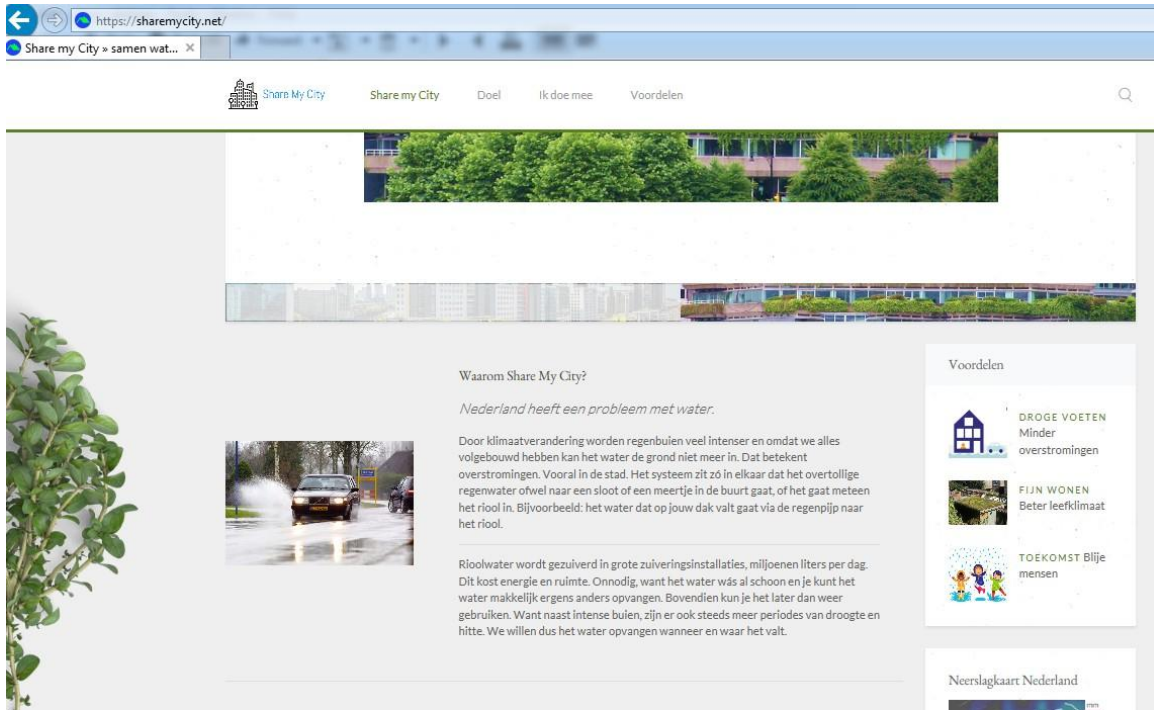 https://sharemycity.net/
Share my City » samen wat...
Share My City
Share my City
Doel
Ik doe mee
Voordelen
Waarom Share My City?
Nederland heeft een probleem met water.
Door klimaatverandering worden regenbuien veel intenser en omdat we alles
volgebouwd hebben kan het water de grond niet meer in. Dat betekent
overstromingen. Vooral in de stad. Het systeem zit zó in elkaar dat het overtollige
regenwater ofwel naar een sloot of een meertje in de buurt gaat, of het gaat meteen
het riool in. Bijvoorbeeld: het water dat op jouw dak valt gaat via de regenpijp naar
het riool.
Rioolwater wordt gezuiverd in grote zuiveringsinstallaties, miljoenen liters per dag.
Dit kost energie en ruimte. Onnodig, want het water wás al schoon en je kunt het
water makkelijk ergens anders opvangen. Bovendien kun je het later dan weer
gebruiken. Want naast intense buien, zijn er ook steeds meer periodes van droogte en
hitte. We willen dus het water opvangen wanneer en waar het valt.
Voordelen
DROGE VOETEN
Minder
overstromingen
FIJN WONEN
Beter leefklimaat
TOEKOMST Blije
mensen
Neerslagkaart Nederland